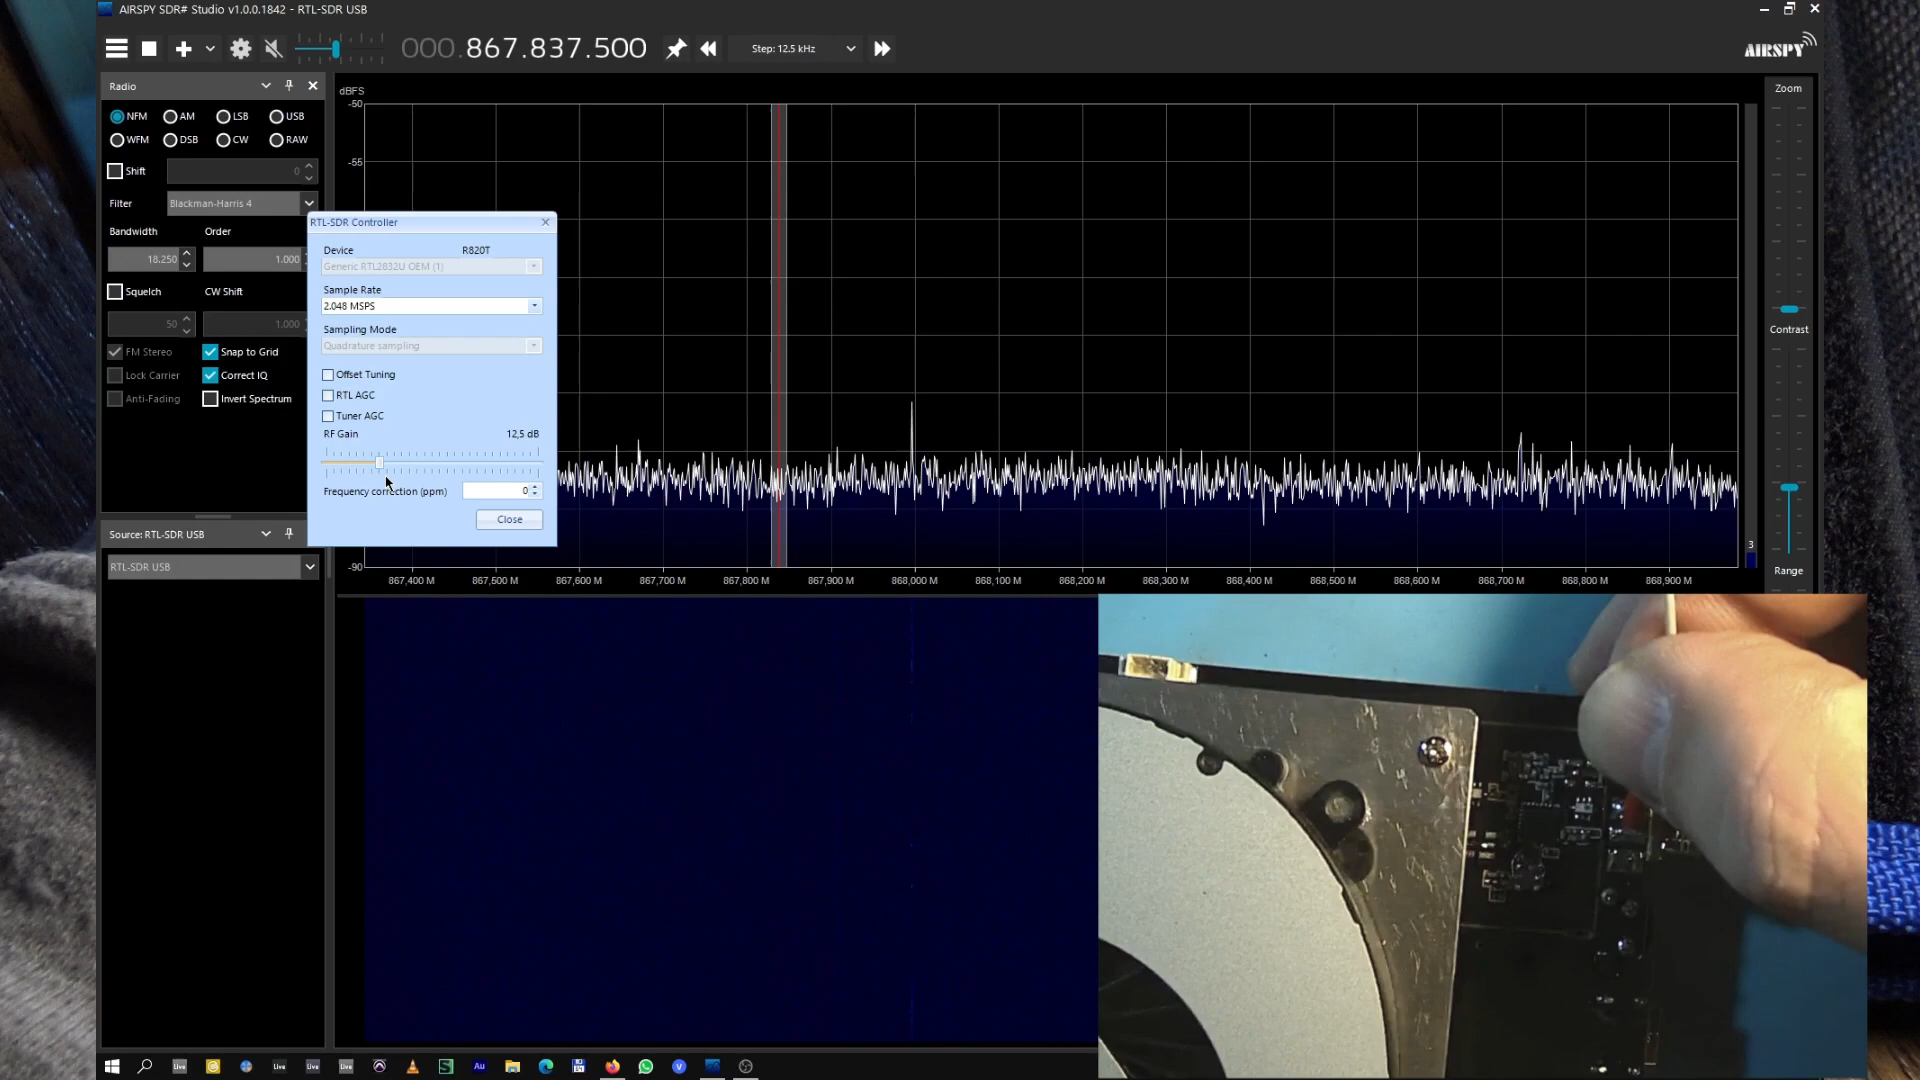 AIRSPY SDR# Studio v1.0.0.1842 - RTL-SDR USB
000.867.837.500
Step: 12.5 kHz
AIRSPY
Radio
NFM AM LSB USB
WFM DSB CW RAW
Shift 0
Filter Blackman-Harris 4
Bandwidth Order
18.250 1.000
Squelch CW Shift
50 1.000
FM Stereo Snap to Grid
Lock Carrier Correct IQ
Anti-Fading Invert Spectrum
Source: RTL-SDR USB
RTL-SDR USB
RTL-SDR Controller
Device R820T
Generic RTL2832U OEM (1)
Sample Rate
2.048 MSPS
Sampling Mode
Quadrature sampling
Offset Tuning
RTL AGC
Tuner AGC
RF Gain 12,5 dB
Frequency correction (ppm) 0
Close
dBFS
-50
-55
-90
867,400 M 867,500 M 867,600 M 867,700 M 867,800 M 867,900 M 868,000 M 868,100 M 868,200 M 868,300 M 868,400 M 868,500 M 868,600 M 868,700 M 868,800 M 868,900 M
3
Zoom
Contrast
Range
Live
Live
Live
Live
Au